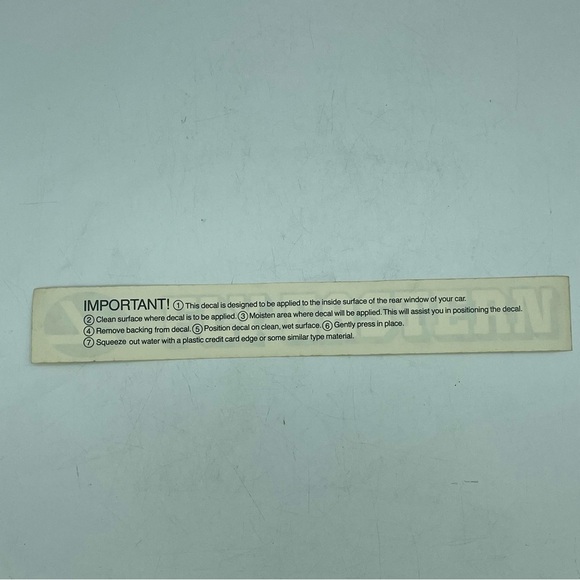 IMPORTANT! ① This decal is designed to be applied to the inside surface of the rear window of your car.
② Clean surface where decal is to be applied. ③ Moisten area where decal will be applied. This will assist you in positioning the decal.
④ Remove backing from decal. ⑤ Position decal on clean, wet surface. ⑥ Gently press in place.
⑦ Squeeze out water with a plastic credit card edge or some similar type material.